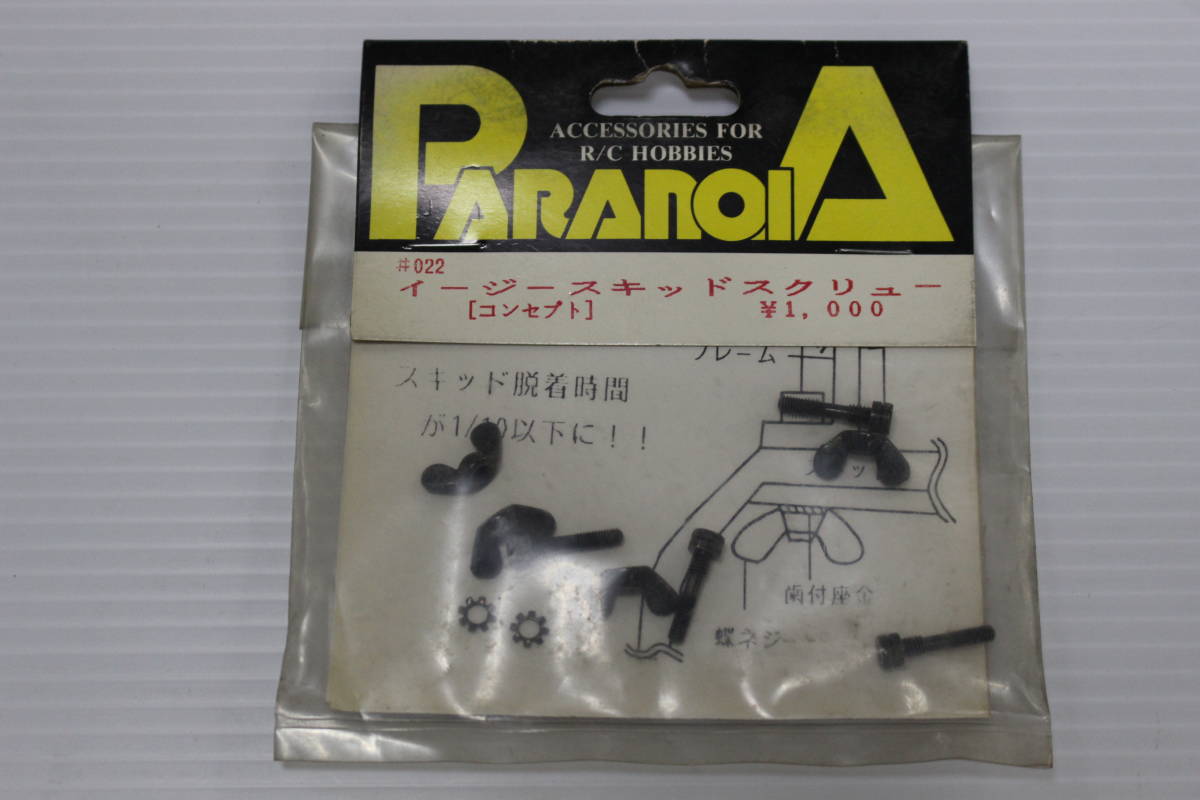 ACCESSORIES FOR
R/C HOBBIES
PARANOIA
#022
イージースキッドスクリュー
[コンセプト] ¥1,000
フレーム
スキッド脱着時間
が1/10以下に!!
歯付座金
蝶ネジ